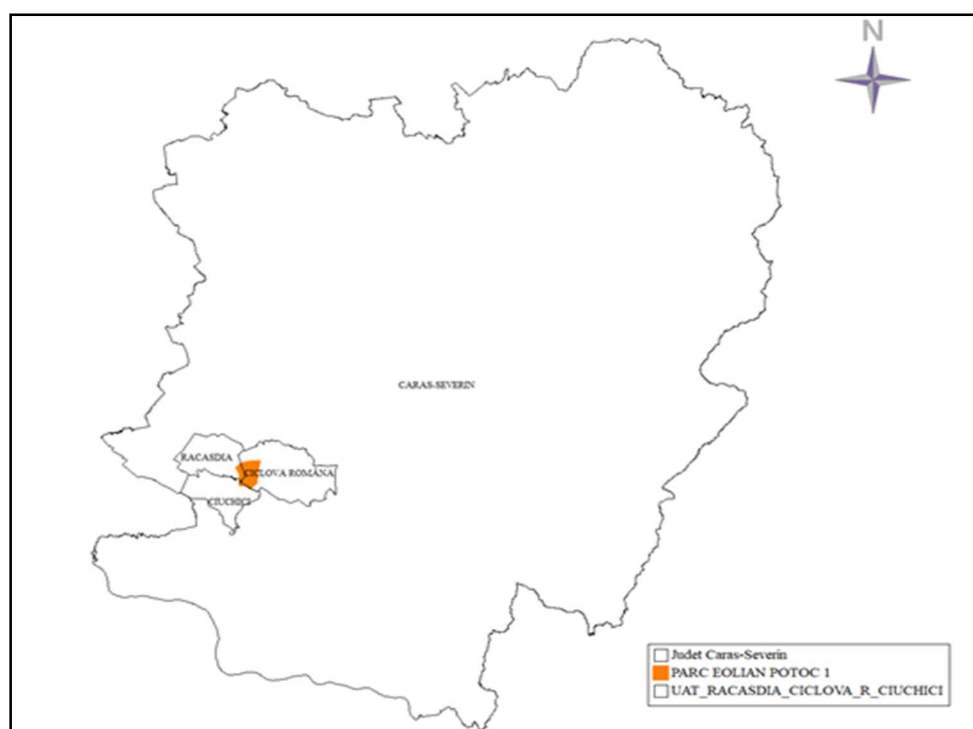 N
CARAS-SEVERIN
RACASDIA
CICLOVA ROMANA
CIUCHICI
Judet Caras-Severin
PARC EOLIAN POTOC 1
UAT_RACASDIA_CICLOVA_R_CIUCHICI